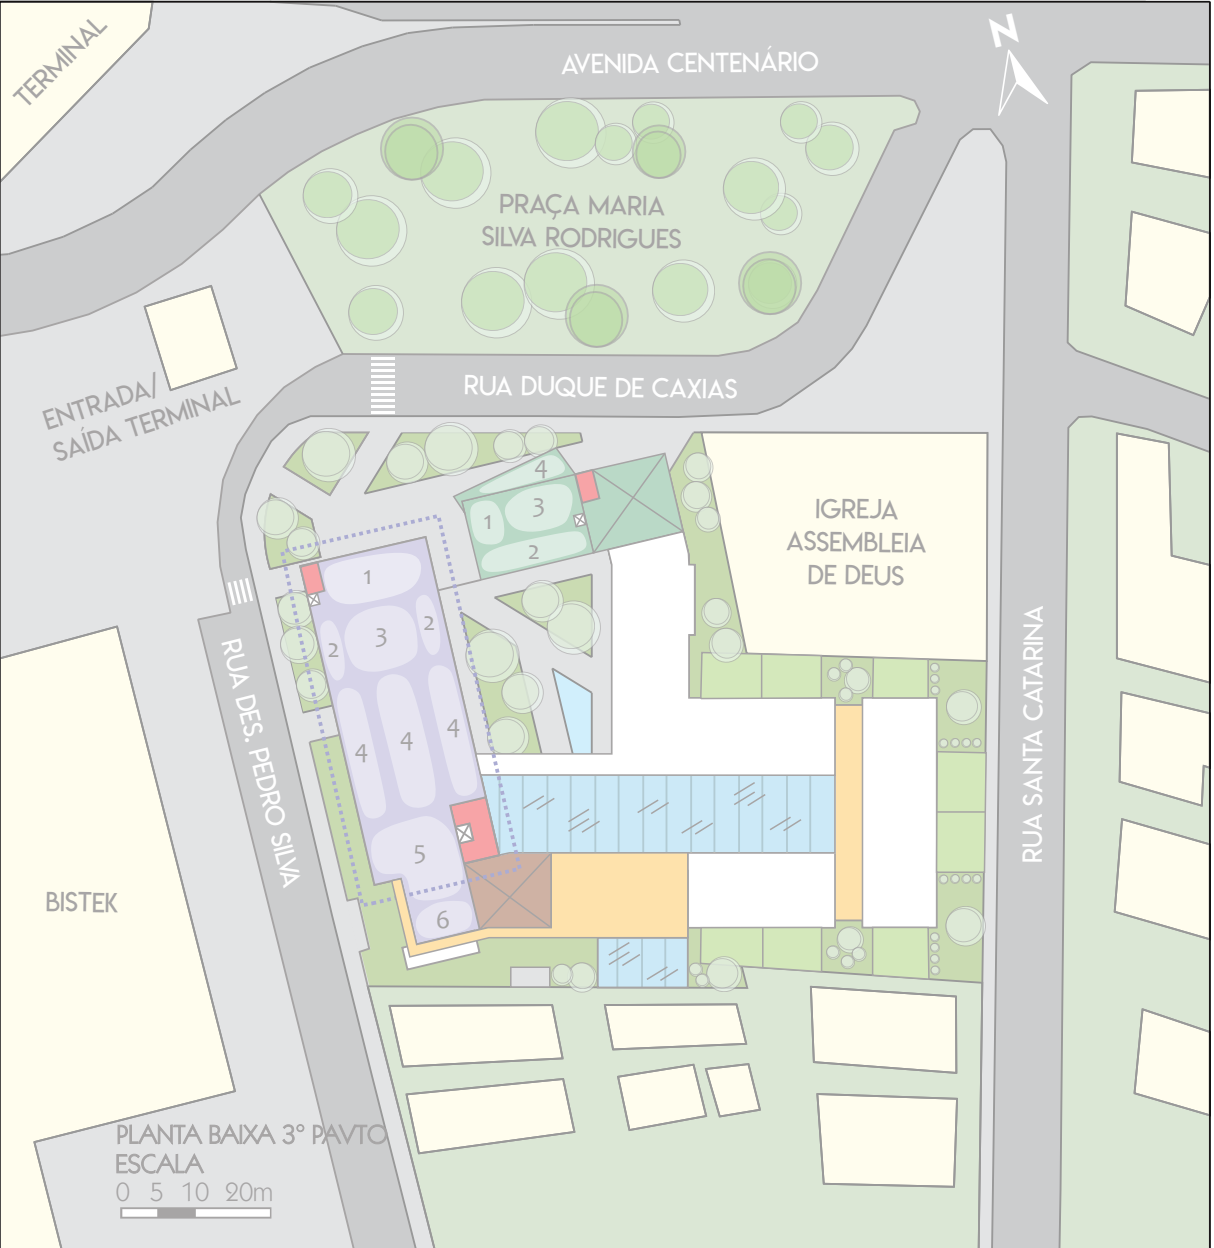 TERMINAL
AVENIDA CENTENÁRIO
N
PRAÇA MARIA
SILVA RODRIGUES
ENTRADA/
SAÍDA TERMINAL
RUA DUQUE DE CAXIAS
4
3
1
2
IGREJA
ASSEMBLEIA
DE DEUS
1
2
3
2
4
4
4
5
6
RUA DES. PEDRO SILVA
RUA SANTA CATARINA
BISTEK
PLANTA BAIXA 3° PAVTO
ESCALA
0 5 10 20m